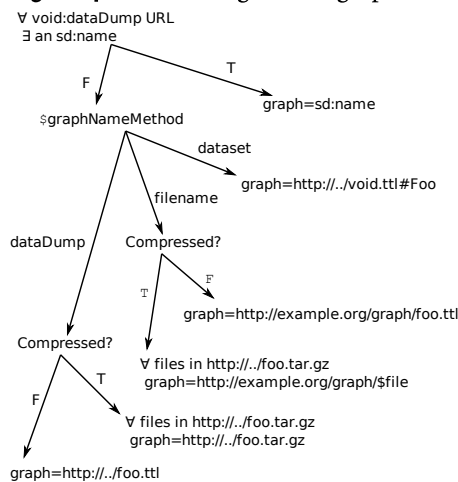 ∀ void:dataDump URL
∃ an sd:name
F
T
graph=sd:name
$graphNameMethod
dataset
graph=http://../void.ttl#Foo
filename
dataDump
Compressed?
F
T
graph=http://example.org/graph/foo.ttl
Compressed?
∀ files in http://../foo.tar.gz
graph=http://example.org/graph/$file
F
T
∀ files in http://../foo.tar.gz
graph=http://../foo.tar.gz
graph=http://../foo.ttl